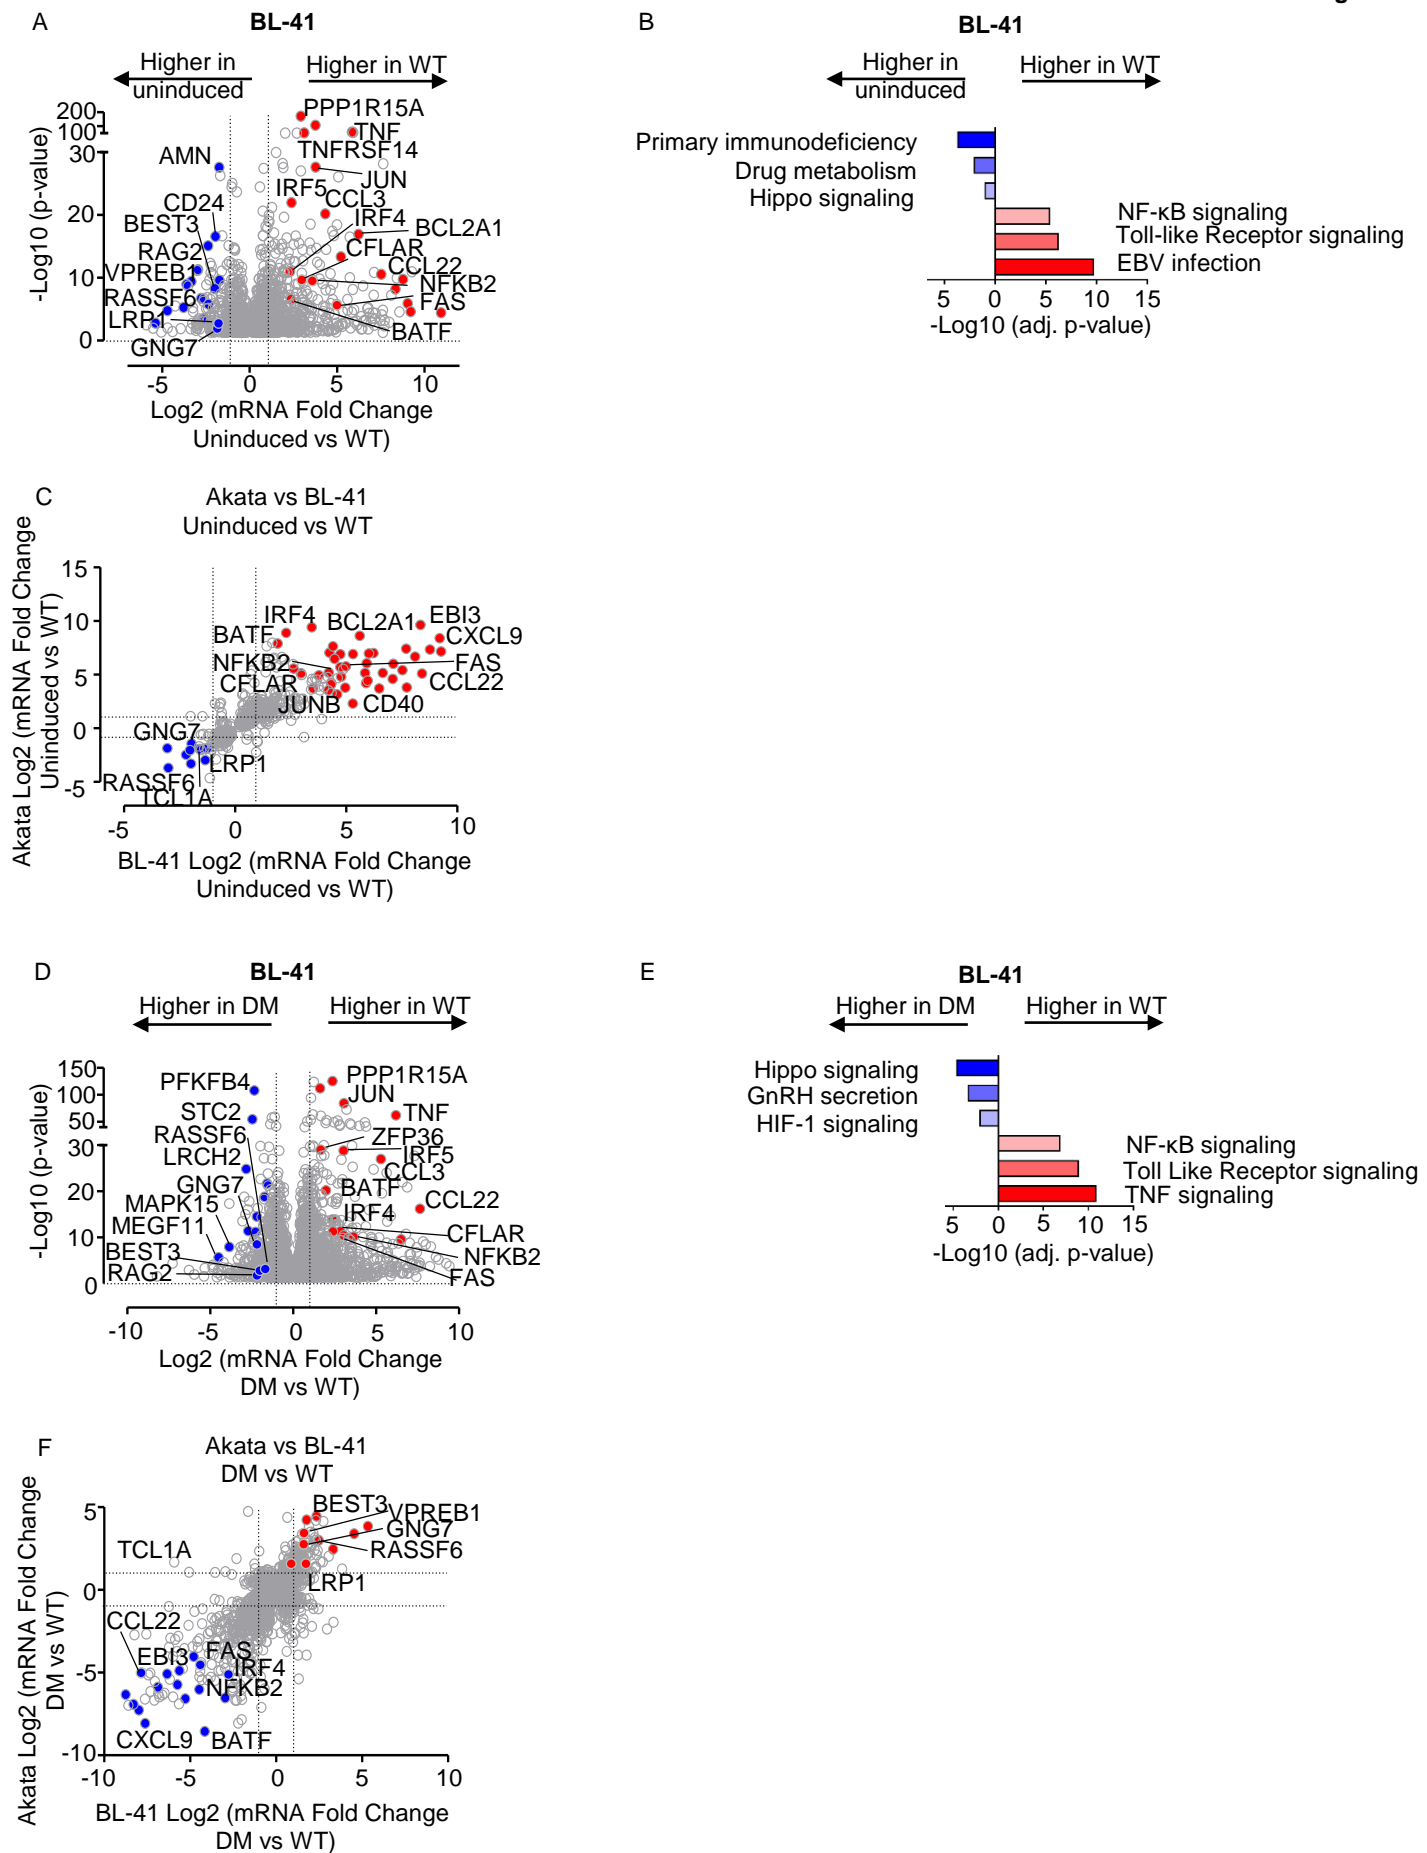 g
A
BL-41
Higher in
uninduced
Higher in WT
-Log10 (p-value)
200
100
30
20
10
0
PPP1R15A
TNF
TNFRSF14
AMN
JUN
IRF5
CCL3
CD24
IRF4
BEST3
BCL2A1
RAG2
CFLAR
VPREB1
CCL22
NFKB2
RASSF6
FAS
LRP1
BATF
GNG7
-5
0
5
10
Log2 (mRNA Fold Change
Uninduced vs WT)
B
BL-41
Higher in
uninduced
Higher in WT
Primary immunodeficiency
Drug metabolism
Hippo signaling
NF-κB signaling
Toll-like Receptor signaling
EBV infection
5
0
5
10
15
-Log10 (adj. p-value)
C
Akata vs BL-41
Uninduced vs WT
Akata Log2 (mRNA Fold Change
Uninduced vs WT)
15
10
5
0
-5
IRF4
BCL2A1
EBI3
BATF
CXCL9
NFKB2
FAS
CFLAR
CCL22
JUNB
CD40
GNG7
LRP1
RASSF6
TCL1A
-5
0
5
10
BL-41 Log2 (mRNA Fold Change
Uninduced vs WT)
D
BL-41
Higher in DM
Higher in WT
-Log10 (p-value)
150
100
50
30
20
10
0
PFKFB4
PPP1R15A
JUN
STC2
TNF
RASSF6
ZFP36
LRCH2
IRF5
CCL3
GNG7
BATF
MAPK15
CCL22
IRF4
MEGF11
CFLAR
BEST3
NFKB2
RAG2
FAS
-10
-5
0
5
10
Log2 (mRNA Fold Change
DM vs WT)
E
BL-41
Higher in DM
Higher in WT
Hippo signaling
GnRH secretion
HIF-1 signaling
NF-κB signaling
Toll Like Receptor signaling
TNF signaling
5
0
5
10
15
-Log10 (adj. p-value)
F
Akata vs BL-41
DM vs WT
Akata Log2 (mRNA Fold Change
DM vs WT)
5
0
-5
-10
BEST3
VPREB1
GNG7
TCL1A
RASSF6
LRP1
CCL22
EBI3
FAS
IRF4
NFKB2
CXCL9
BATF
-10
-5
0
5
10
BL-41 Log2 (mRNA Fold Change
DM vs WT)